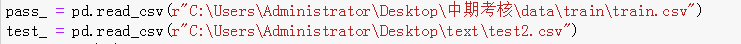 pass_ = pd.read_csv(r"C:\Users\Administrator\Desktop\中期考核\data\train\train.csv")
test_ = pd.read_csv(r"C:\Users\Administrator\Desktop\text\test2.csv")